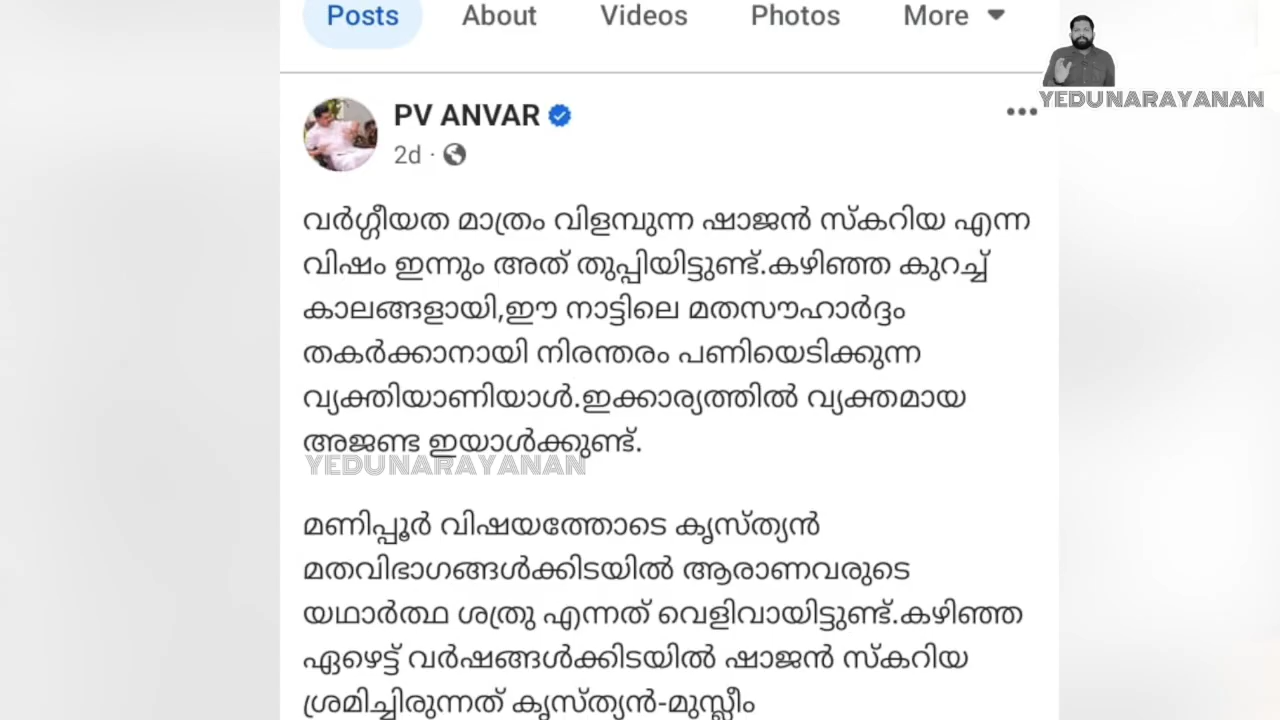 Posts About Videos Photos More
YEDUNARAYANAN
PV ANVAR
2d ·
വർഗ്ഗീയത മാത്രം വിളമ്പുന്ന ഷാജൻ സ്കറിയ എന്ന
വിഷം ഇന്നും അത് തുപ്പിയിട്ടുണ്ട്.കഴിഞ്ഞ കുറച്ച്
കാലങ്ങളായി,ഈ നാട്ടിലെ മതസൗഹാർദ്ദം
തകർക്കാനായി നിരന്തരം പണിയെടിക്കുന്ന
വ്യക്തിയാണിയാൾ.ഇക്കാര്യത്തിൽ വ്യക്തമായ
അജണ്ട ഇയാൾക്കുണ്ട്.
YEDUNARAYANAN
മണിപ്പൂർ വിഷയത്തോടെ കൃസ്ത്യൻ
മതവിഭാഗങ്ങൾക്കിടയിൽ ആരാണവരുടെ
യഥാർത്ഥ ശത്രു എന്നത് വെളിവായിട്ടുണ്ട്.കഴിഞ്ഞ
ഏഴെട്ട് വർഷങ്ങൾക്കിടയിൽ ഷാജൻ സ്കറിയ
ശ്രമിച്ചിരുന്നത് കൃസ്ത്യൻ-മുസ്ലീം